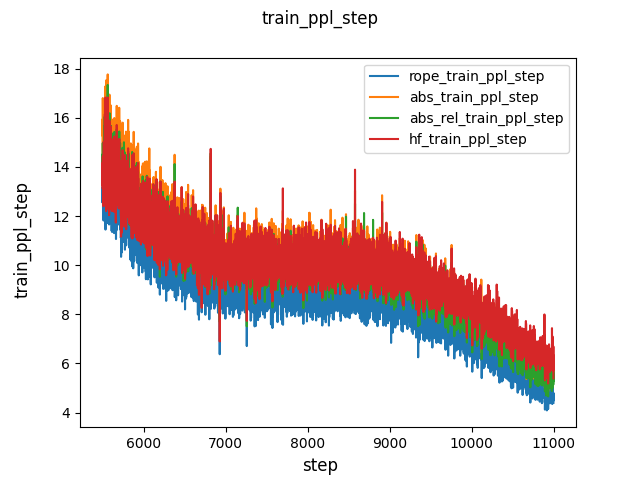 train_ppl_step
rope_train_ppl_step
abs_train_ppl_step
abs_rel_train_ppl_step
hf_train_ppl_step
train_ppl_step
18
16
14
12
10
8
6
4
6000 7000 8000 9000 10000 11000
step